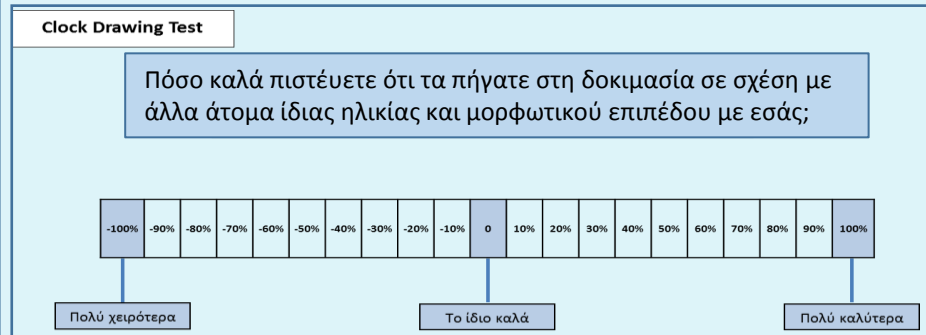 Clock Drawing Test
Πόσο καλά πιστεύετε ότι τα πήγατε στη δοκιμασία σε σχέση με
άλλα άτομα ίδιας ηλικίας και μορφωτικού επιπέδου με εσάς;
-100% -90% -80% -70% -60% -50% -40% -30% -20% -10% 0 10% 20% 30% 40% 50% 60% 70% 80% 90% 100%
Πολύ χειρότερα Το ίδιο καλά Πολύ καλύτερα